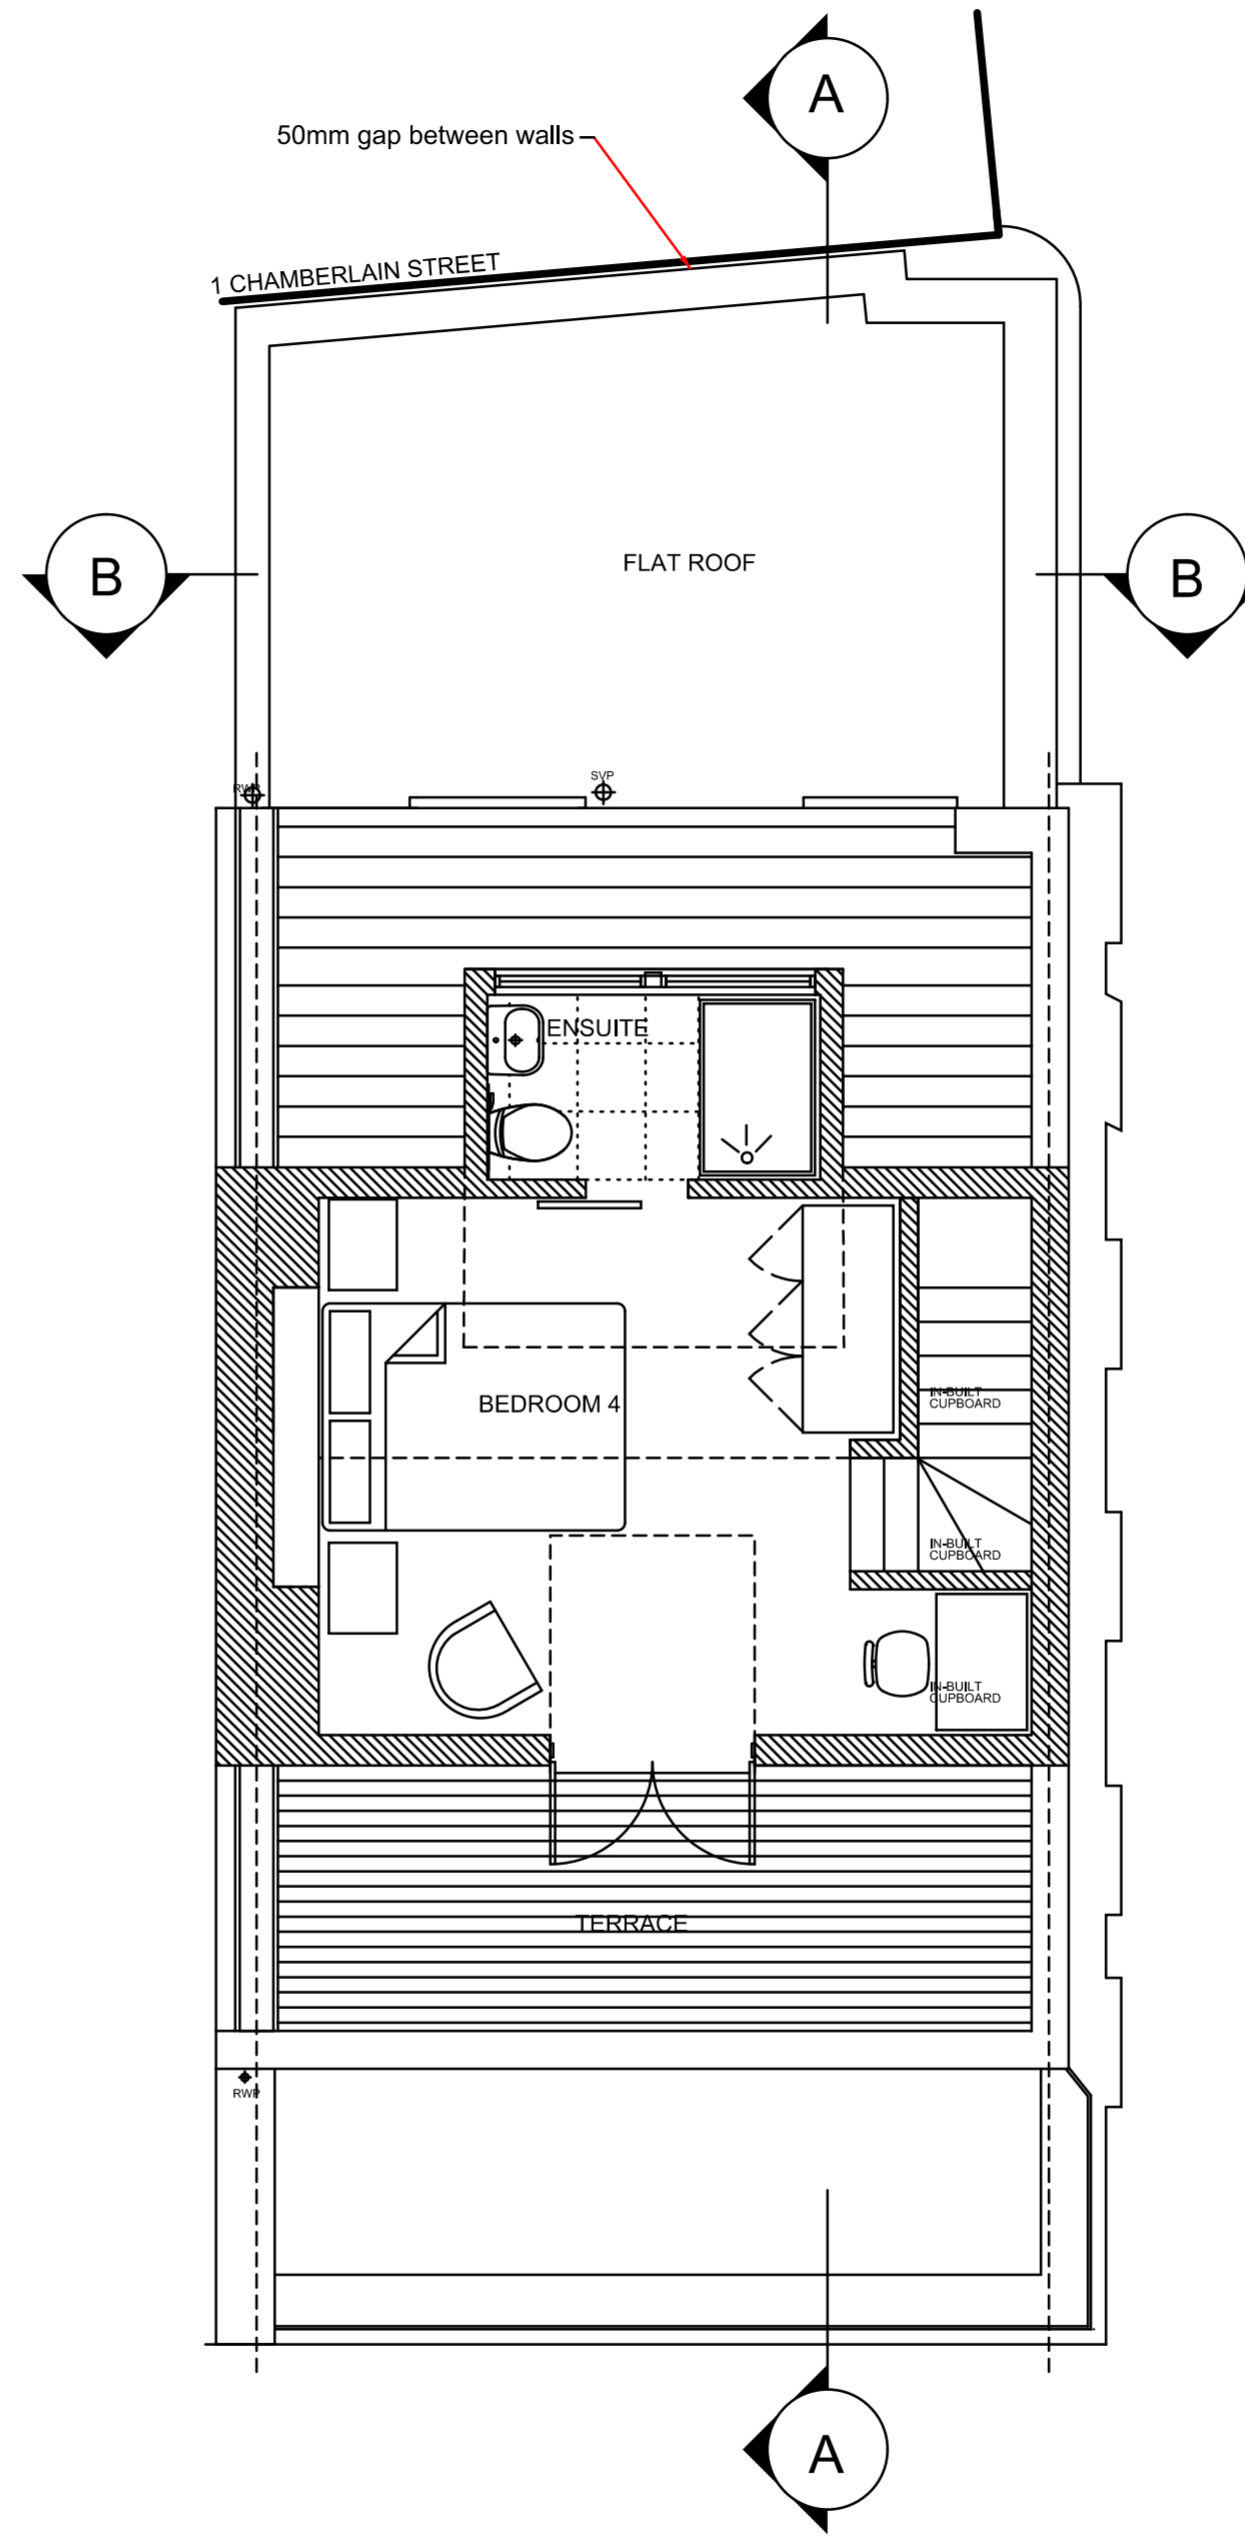 A
50mm gap between walls
1 CHAMBERLAIN STREET
B
FLAT ROOF
B
RWP
SVP
ENSUITE
BEDROOM 4
IN-BUILT
CUPBOARD
IN-BUILT
CUPBOARD
IN-BUILT
CUPBOARD
TERRACE
RWP
A